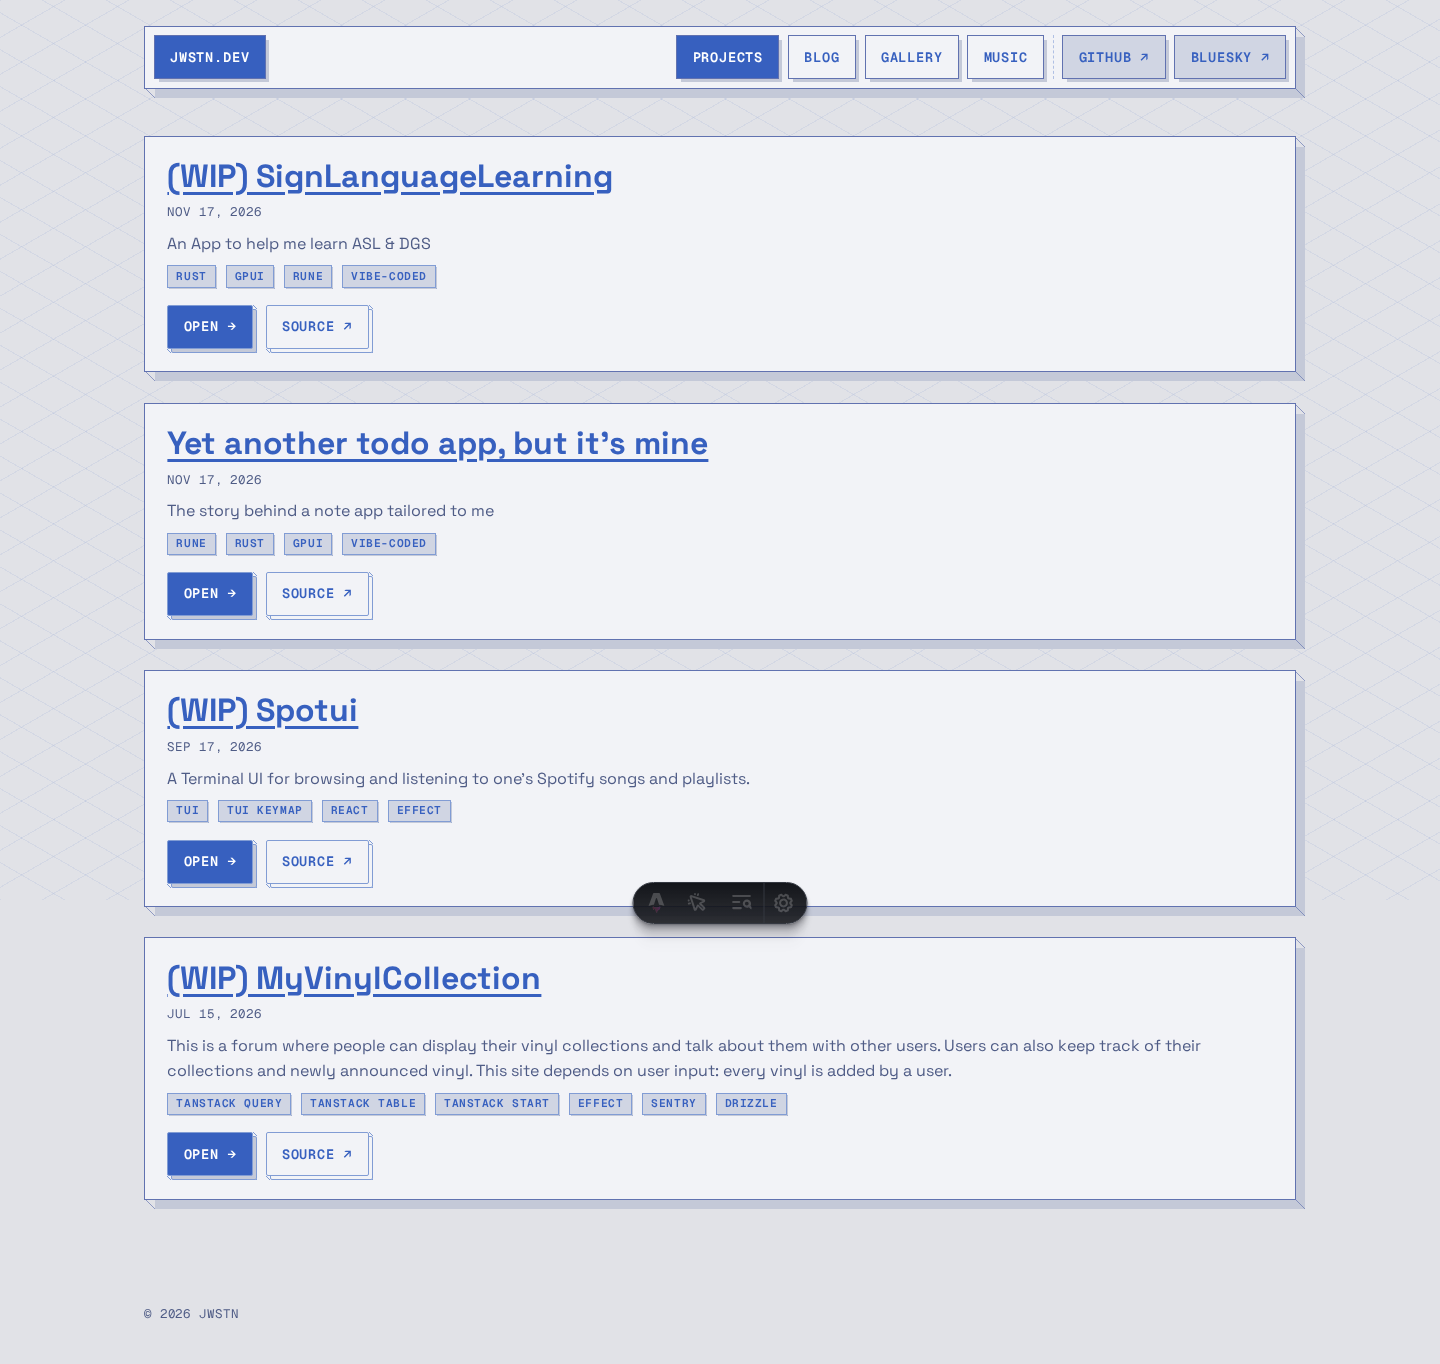 JWSTN.DEV PROJECTS BLOG GALLERY MUSIC GITHUB ↗ BLUESKY ↗
(WIP) SignLanguageLearning
NOV 17, 2026
An App to help me learn ASL & DGS
RUST GPUI RUNE VIBE-CODED
OPEN → SOURCE ↗
Yet another todo app, but it’s mine
NOV 17, 2026
The story behind a note app tailored to me
RUNE RUST GPUI VIBE-CODED
OPEN → SOURCE ↗
(WIP) Spotui
SEP 17, 2026
A Terminal UI for browsing and listening to one’s Spotify songs and playlists.
TUI TUI KEYMAP REACT EFFECT
OPEN → SOURCE ↗
(WIP) MyVinylCollection
JUL 15, 2026
This is a forum where people can display their vinyl collections and talk about them with other users. Users can also keep track of their
collections and newly announced vinyl. This site depends on user input: every vinyl is added by a user.
TANSTACK QUERY TANSTACK TABLE TANSTACK START EFFECT SENTRY DRIZZLE
OPEN → SOURCE ↗
© 2026 JWSTN